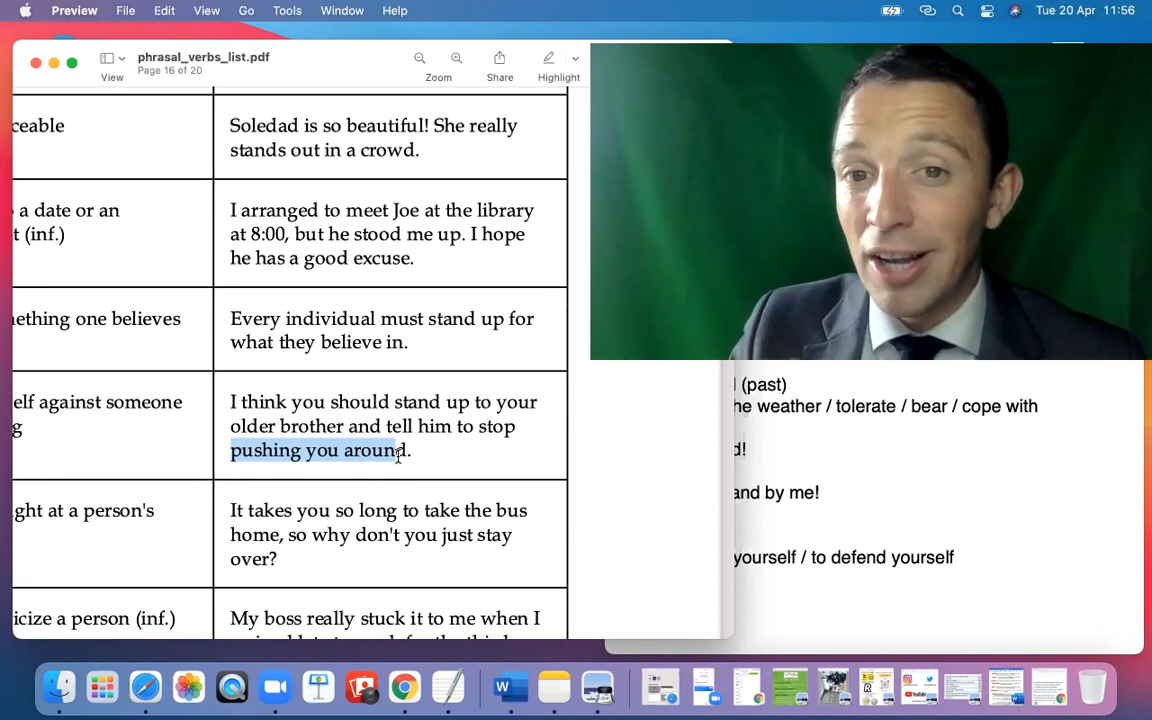 Preview File Edit View Go Tools Window Help Tue 20 Apr 11:56
phrasal_verbs_list.pdf
Page 16 of 20
View Zoom Share Highlight
ceable
Soledad is so beautiful! She really
stands out in a crowd.
a date or an
t (inf.)
I arranged to meet Joe at the library
at 8:00, but he stood me up. I hope
he has a good excuse.
ething one believes
Every individual must stand up for
what they believe in.
elf against someone
g
I think you should stand up to your
older brother and tell him to stop
pushing you around.
ght at a person's
It takes you so long to take the bus
home, so why don't you just stay
over?
icize a person (inf.)
My boss really stuck it to me when I
(past)
he weather / tolerate / bear / cope with
d!
and by me!
yourself / to defend yourself